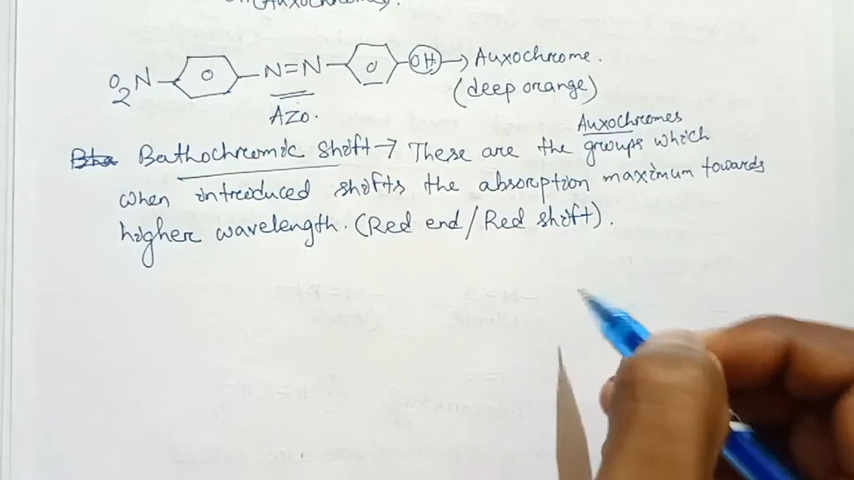 (Auxochromes).
O2N N=N OH → Auxochrome.
(deep orange)
Azo.
Auxochromes
Bathochromic shift → These are the groups which
when introduced shifts the absorption maximum towards
higher wavelength. (Red end/Red shift).